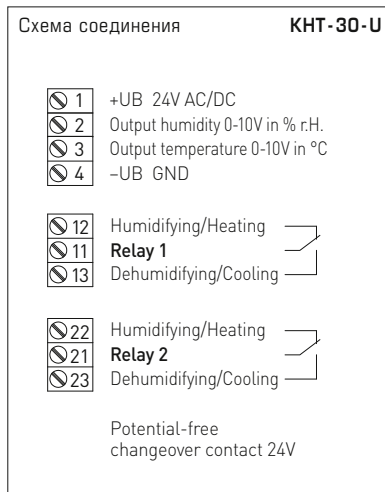 Схема соединения KHT-30-U
1 +UB 24V AC/DC
2 Output humidity 0-10V in % r.H.
3 Output temperature 0-10V in °C
4 –UB GND
12 Humidifying/Heating
11 Relay 1
13 Dehumidifying/Cooling
22 Humidifying/Heating
21 Relay 2
23 Dehumidifying/Cooling
Potential-free
changeover contact 24V